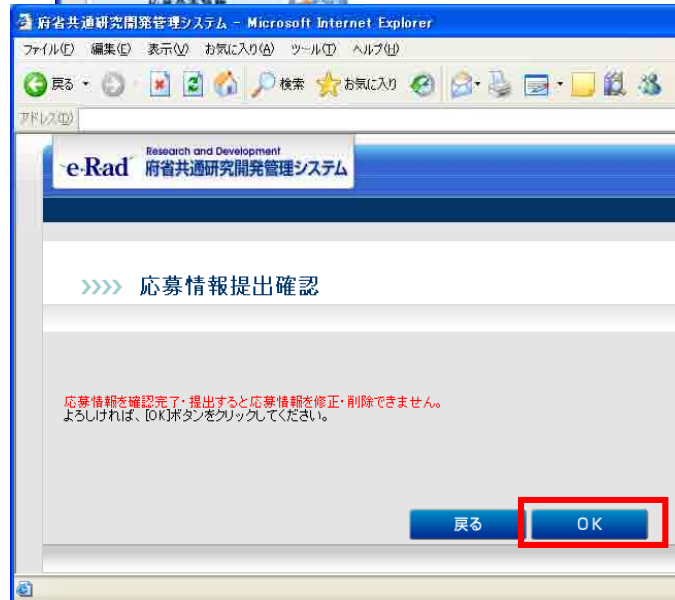 府省共通研究開発管理システム - Microsoft Internet Explorer
ファイル(F) 編集(E) 表示(V) お気に入り(A) ツール(T) ヘルプ(H)
戻る 検索 お気に入り
アドレス(D)
e-Rad Research and Development
府省共通研究開発管理システム
>>>> 応募情報提出確認
応募情報を確認完了・提出すると応募情報を修正・削除できません。
よろしければ、[OK]ボタンをクリックしてください。
戻る OK